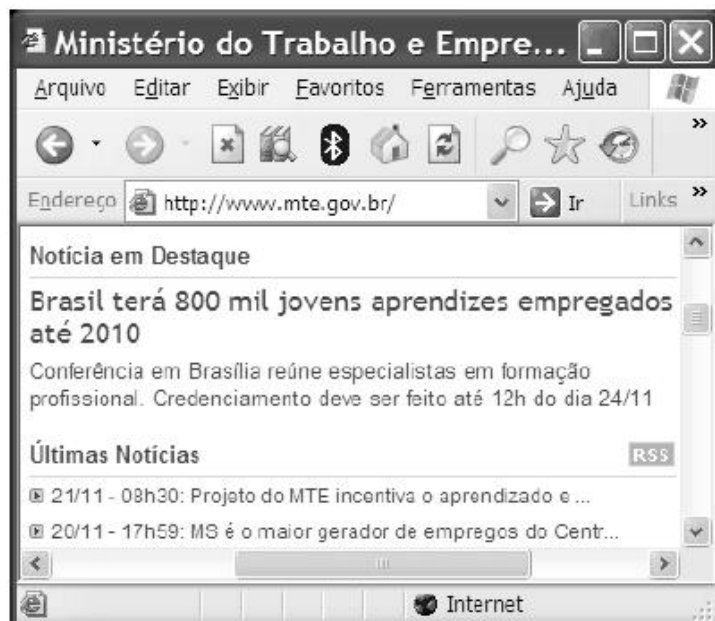 Ministério do Trabalho e Empre...
Arquivo Editar Exibir Favoritos Ferramentas Ajuda
»
Endereço http://www.mte.gov.br/ Ir Links »
Notícia em Destaque
Brasil terá 800 mil jovens aprendizes empregados
até 2010
Conferência em Brasília reúne especialistas em formação
profissional. Credenciamento deve ser feito até 12h do dia 24/11
Últimas Notícias RSS
21/11 - 08h30: Projeto do MTE incentiva o aprendizado e ...
20/11 - 17h59: MS é o maior gerador de empregos do Centr...
Internet